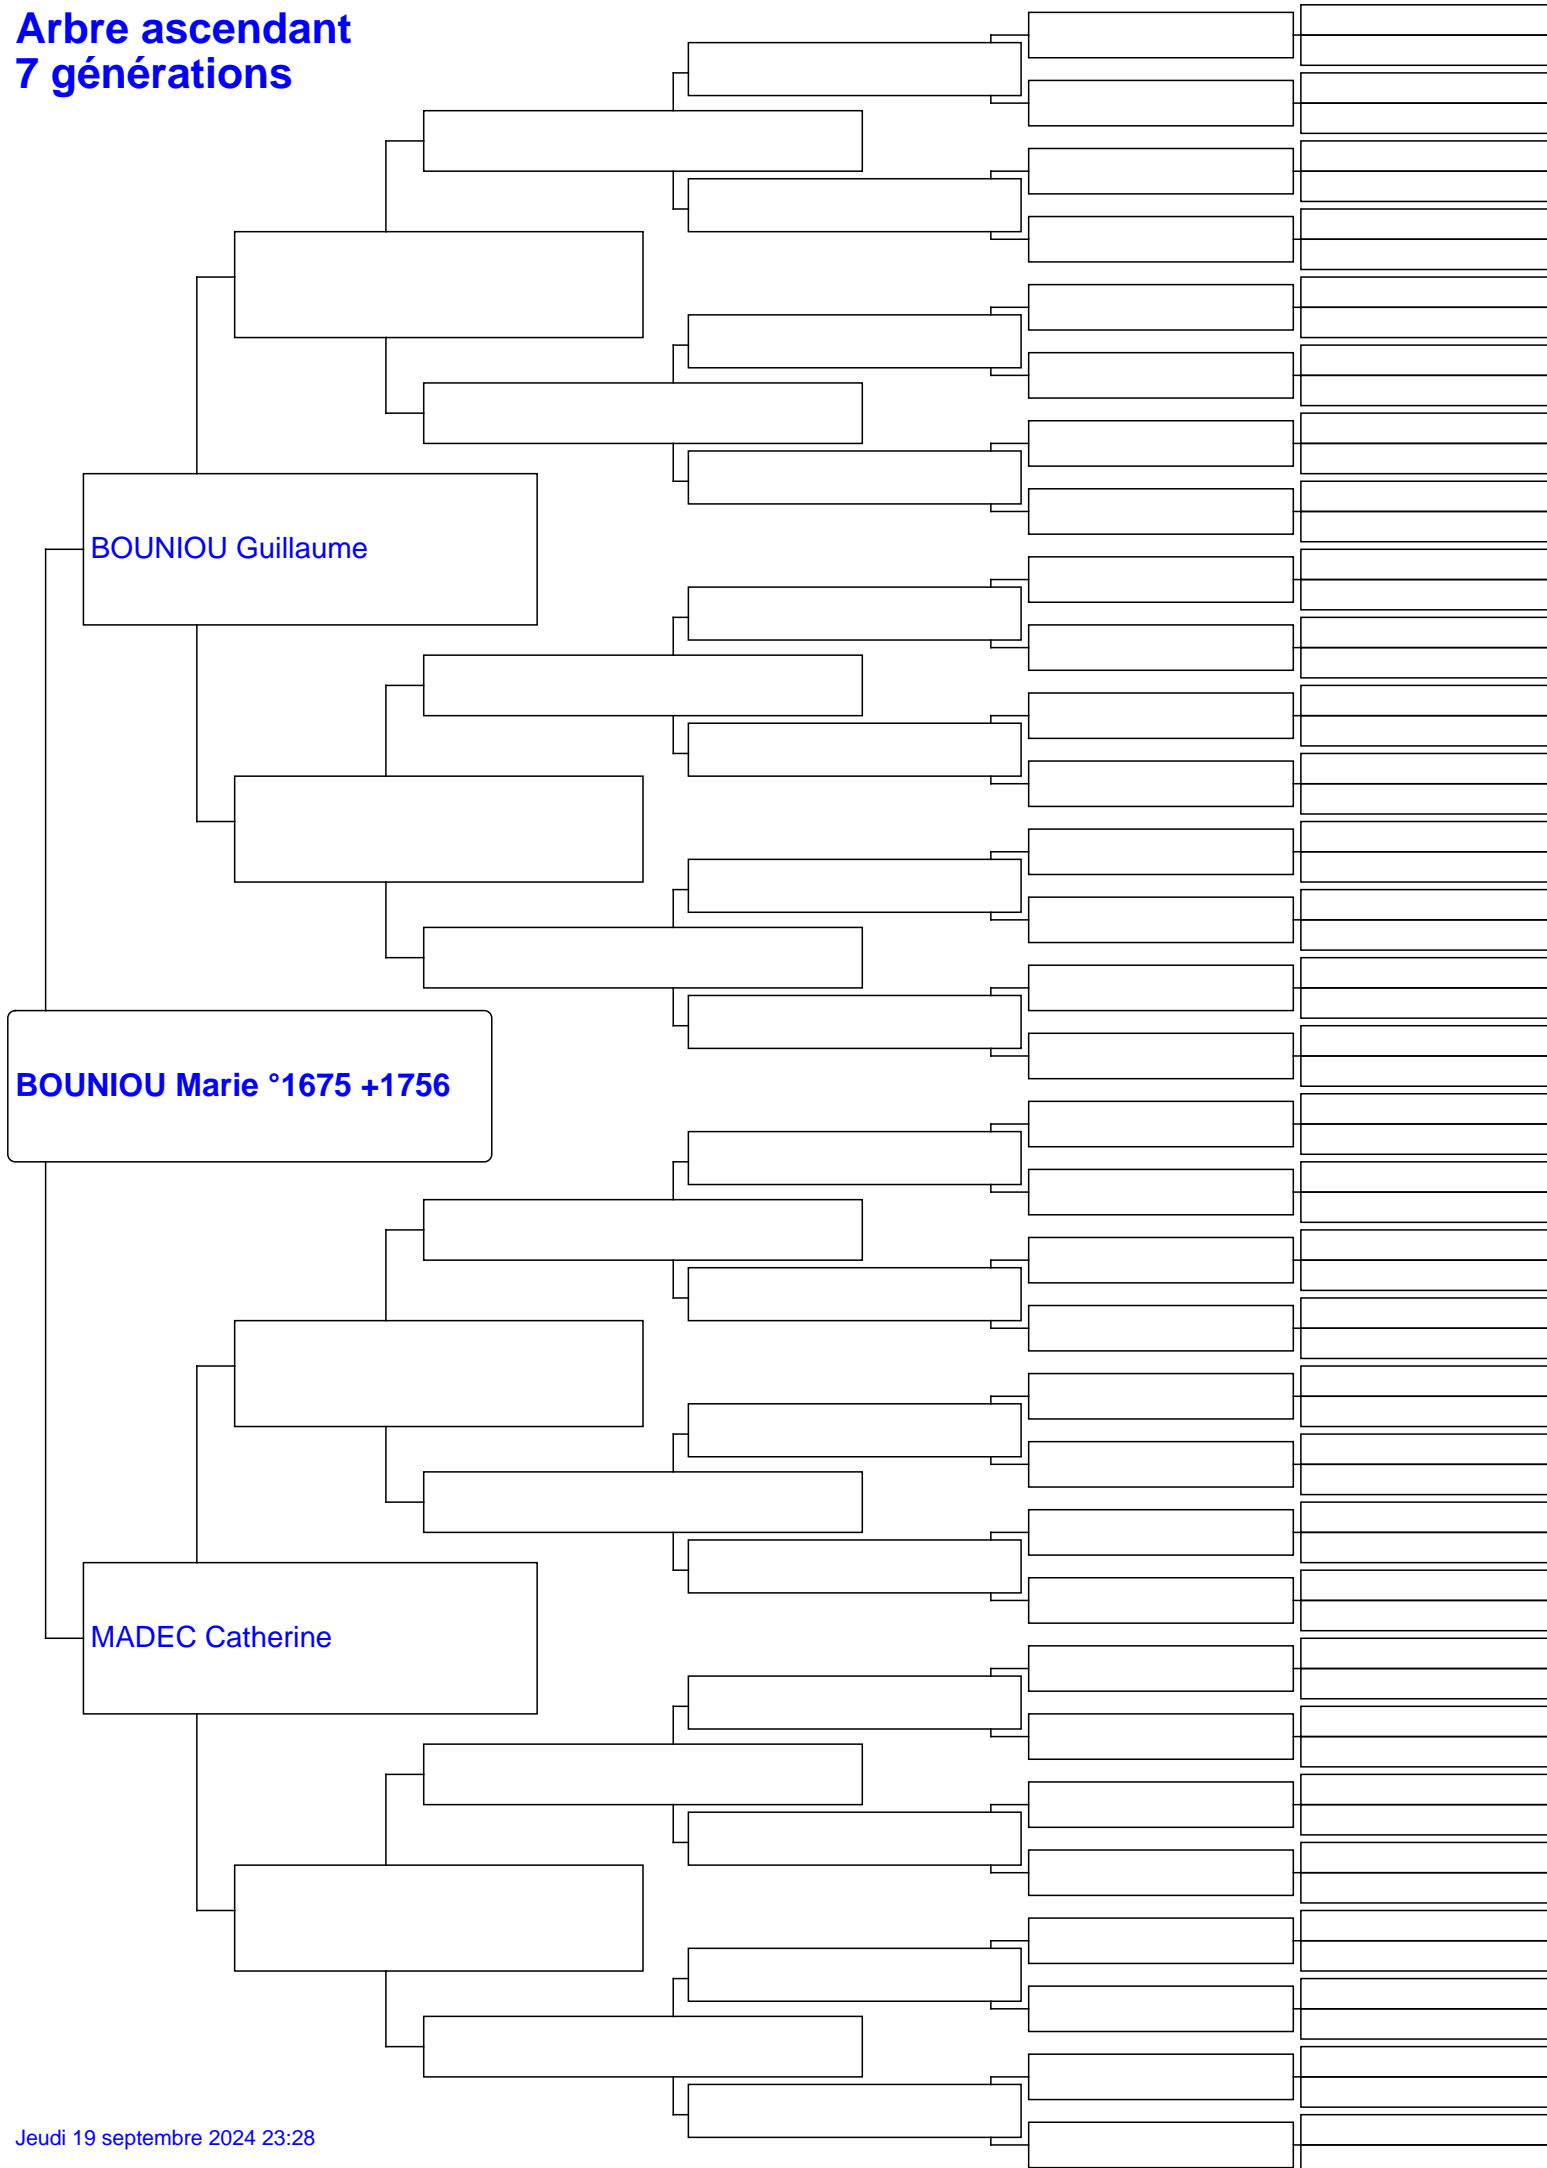 Arbre ascendant
7 générations
BOUNIOU Guillaume
BOUNIOU Marie °1675 +1756
MADEC Catherine
Jeudi 19 septembre 2024 23:28